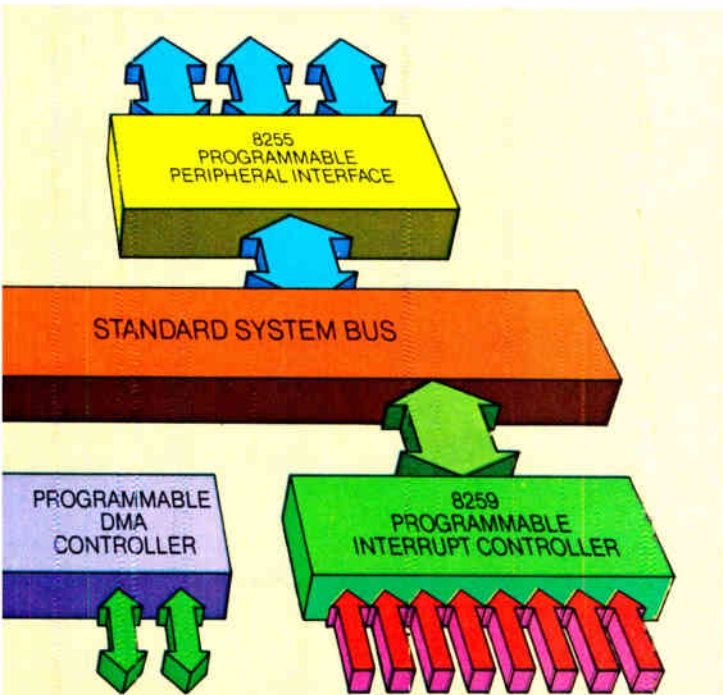 8255
PROGRAMMABLE
PERIPHERAL INTERFACE
STANDARD SYSTEM BUS
PROGRAMMABLE
DMA
CONTROLLER
8259
PROGRAMMABLE
INTERRUPT CONTROLLER